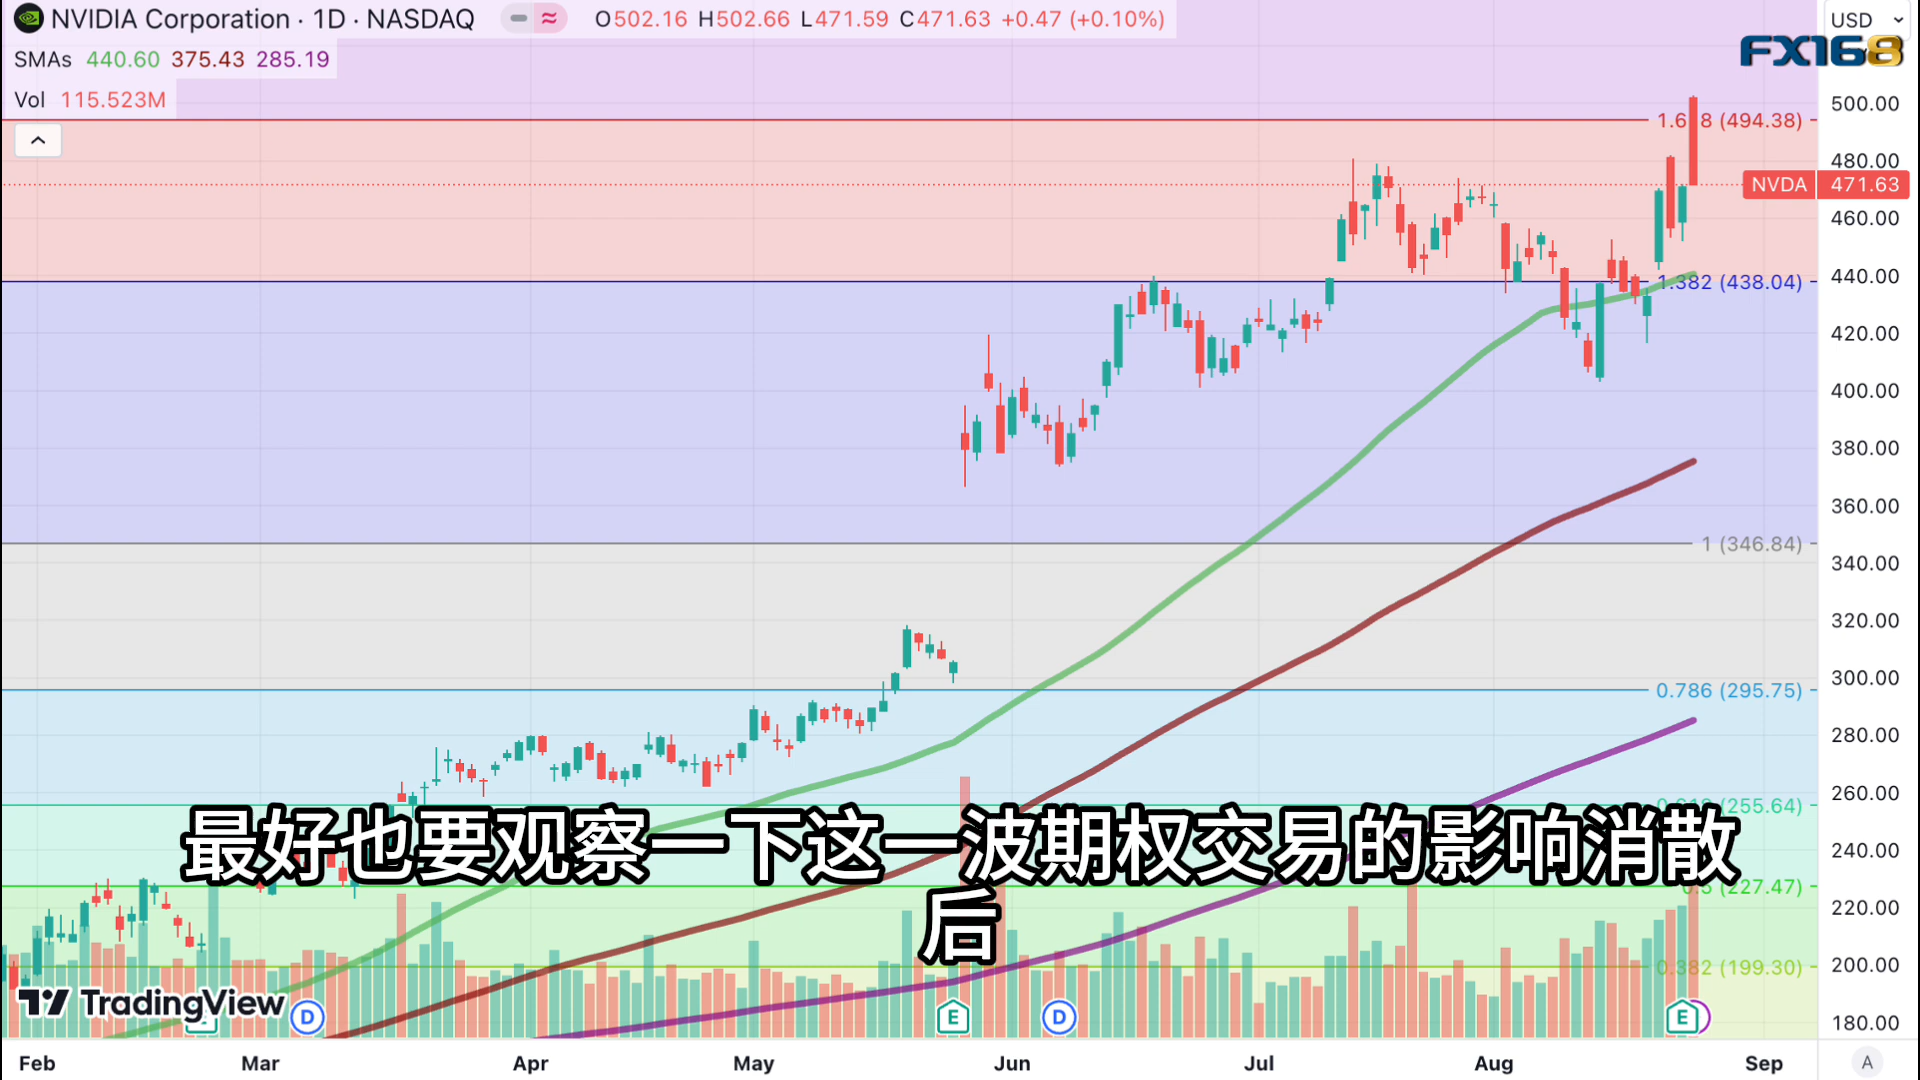 NVIDIA Corporation · 1D · NASDAQ O502.16 H502.66 L471.59 C471.63 +0.47 (+0.10%)
USD
FX168
SMAs 440.60 375.43 285.19
Vol 115.523M
500.00
1.618 (494.38)
480.00
NVDA 471.63
460.00
440.00
1.382 (438.04)
420.00
400.00
380.00
360.00
1 (346.84)
340.00
320.00
300.00
0.786 (295.75)
280.00
260.00
0.618 (255.64)
最好也要观察一下这一波期权交易的影响消散
后
240.00
0.5 (227.47)
220.00
0.382 (199.30)
200.00
TradingView
E D E D E
180.00
Feb Mar Apr May Jun Jul Aug Sep
A